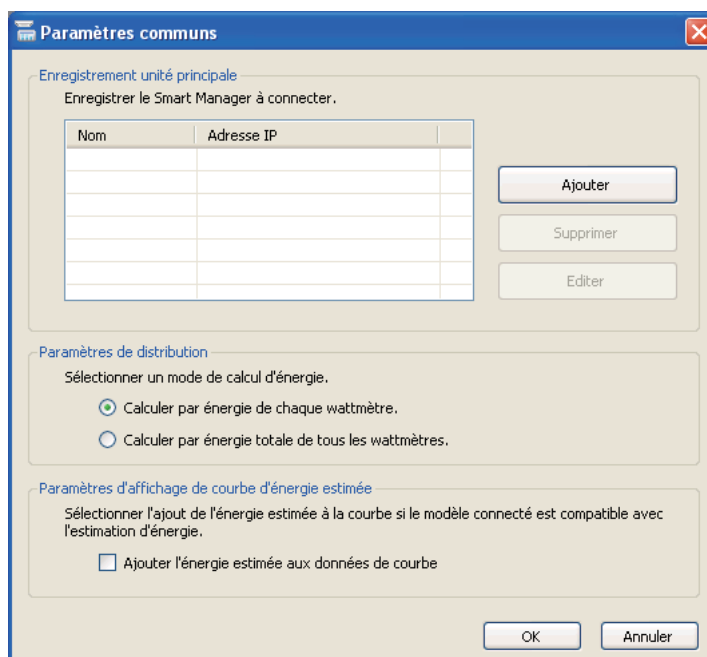 Paramètres communs
Enregistrement unité principale
Enregistrer le Smart Manager à connecter.
Nom Adresse IP
Ajouter
Supprimer
Editer
Paramètres de distribution
Sélectionner un mode de calcul d'énergie.
Calculer par énergie de chaque wattmètre.
Calculer par énergie totale de tous les wattmètres.
Paramètres d'affichage de courbe d'énergie estimée
Sélectionner l'ajout de l'énergie estimée à la courbe si le modèle connecté est compatible avec
l'estimation d'énergie.
Ajouter l'énergie estimée aux données de courbe
OK Annuler